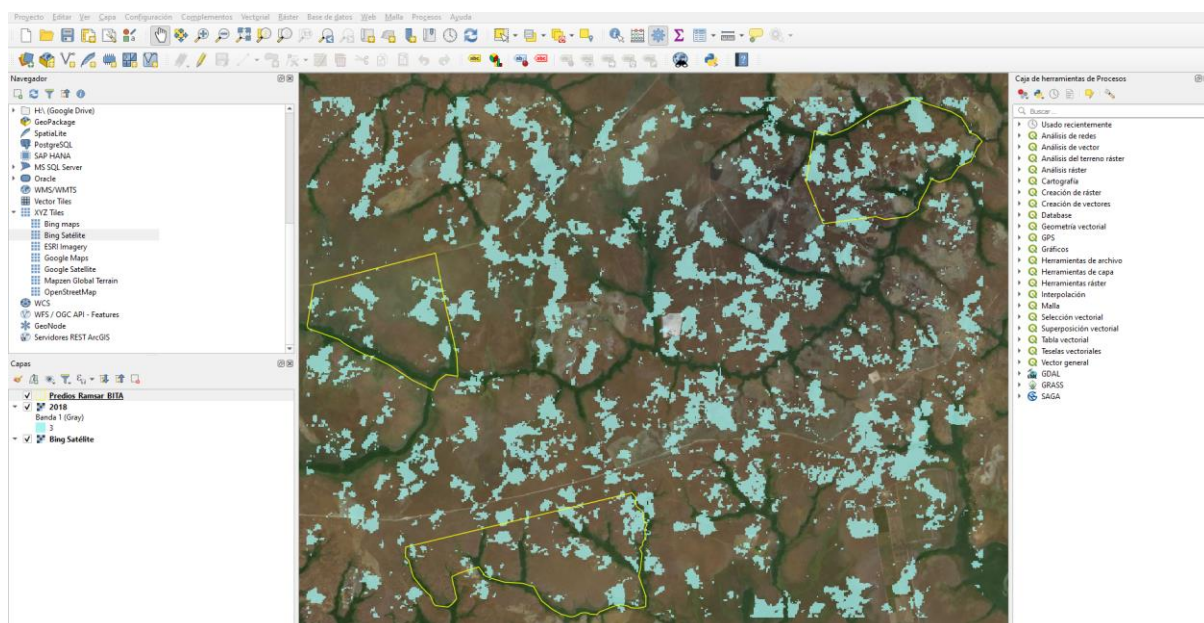 Proyecto Editar Ver Capa Configuración Complementos Vectorial Ráster Base de datos Web Malla Procesos Ayuda
Navegador
H:\ (Google Drive)
GeoPackage
SpatiaLite
PostgreSQL
SAP HANA
MS SQL Server
Oracle
WMS/WMTS
Vector Tiles
XYZ Tiles
Bing maps
Bing Satélite
ESRI Imagery
Google Maps
Google Satellite
Mapzen Global Terrain
OpenStreetMap
WCS
WFS / OGC API - Features
GeoNode
Servidores REST ArcGIS
Capas
Predios Ramsar BITA
2018
Banda 1 (Gray)
3
Bing Satélite
Caja de herramientas de Procesos
Buscar...
Usado recientemente
Análisis de redes
Análisis de vector
Análisis del terreno ráster
Análisis ráster
Cartografía
Creación de ráster
Creación de vectores
Database
Geometría vectorial
GPS
Gráficos
Herramientas de archivo
Herramientas de capa
Herramientas ráster
Interpolación
Malla
Selección vectorial
Superposición vectorial
Tabla vectorial
Teselas vectoriales
Vector general
GDAL
GRASS
SAGA